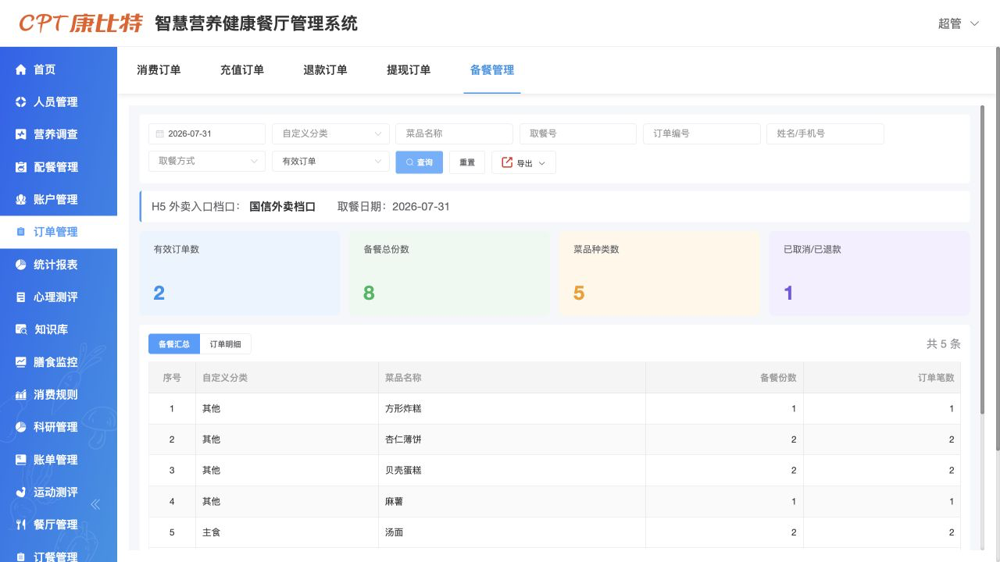 CPT 康比特 智慧营养健康餐厅管理系统 超管
首页
人员管理
营养调查
配餐管理
账户管理
订单管理
统计报表
心理测评
知识库
膳食监控
消费规则
科研管理
账单管理
运动测评
餐厅管理
订餐管理
消费订单 充值订单 退款订单 提现订单 备餐管理
2026-07-31 自定义分类 菜品名称 取餐号 订单编号 姓名/手机号
取餐方式 有效订单 查询 重置 导出
H5 外卖入口档口： 国信外卖档口 取餐日期：2026-07-31
有效订单数 备餐总份数 菜品种类数 已取消/已退款
2 8 5 1
备餐汇总 订单明细 共 5 条
序号 自定义分类 菜品名称 备餐份数 订单笔数
1 其他 方形炸糕 1 1
2 其他 杏仁薄饼 2 2
3 其他 贝壳蛋糕 2 2
4 其他 麻薯 1 1
5 主食 汤面 2 2